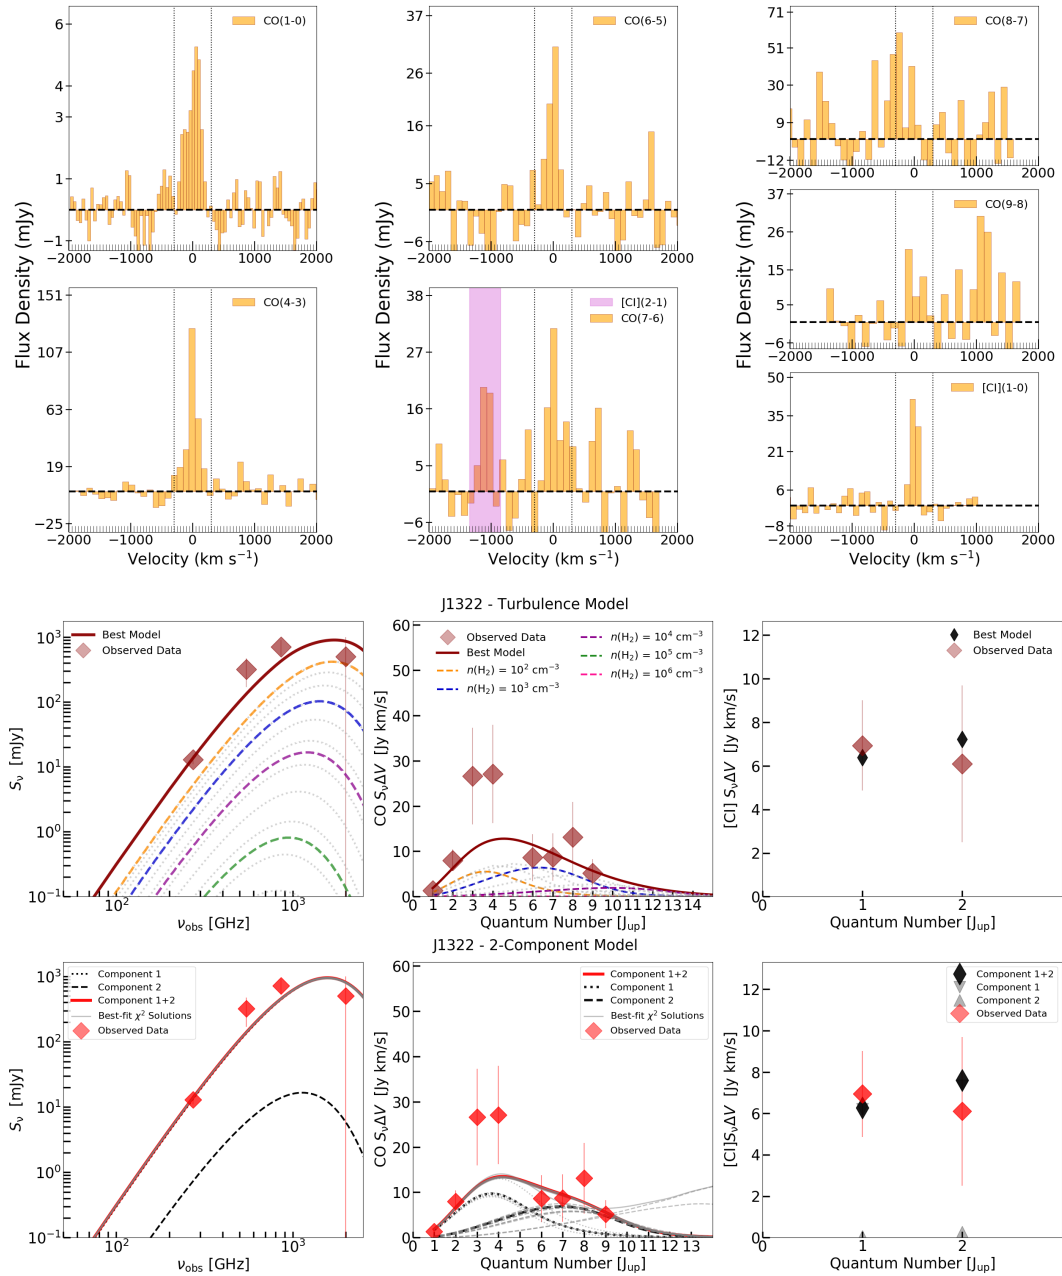 CO(1-0)
6
4
3
1
−1
−2000 −1000 0 1000 2000
CO(6-5)
37
26
16
5
−6
−2000 −1000 0 1000 2000
CO(8-7)
71
51
30
9
−12
−2000 −1000 0 1000 2000
Flux Density (mJy)
Flux Density (mJy)
Flux Density (mJy)
CO(9-8)
37
26
15
5
−6
−2000 −1000 0 1000 2000
CO(4-3)
151
107
63
19
−25
−2000 −1000 0 1000 2000
Velocity (km s⁻¹)
[CI](2-1)
CO(7-6)
38
27
16
5
−6
−2000 −1000 0 1000 2000
Velocity (km s⁻¹)
[CI](1-0)
50
35
21
6
−8
−2000 −1000 0 1000 2000
Velocity (km s⁻¹)
J1322 - Turbulence Model
Best Model
Observed Data
10³
10²
10¹
10⁰
10⁻¹
Sν [mJy]
10² 10³
νobs [GHz]
Observed Data
Best Model
n(H₂) = 10² cm⁻³
n(H₂) = 10³ cm⁻³
n(H₂) = 10⁴ cm⁻³
n(H₂) = 10⁵ cm⁻³
n(H₂) = 10⁶ cm⁻³
60
50
40
30
20
10
0
CO SνΔV [Jy km/s]
0 1 2 3 4 5 6 7 8 9 10 11 12 13 14
Quantum Number [Jup]
Best Model
Observed Data
12
10
8
6
4
2
0
[CI] SνΔV [Jy km/s]
0 1 2
Quantum Number [Jup]
J1322 - 2-Component Model
Component 1
Component 2
Component 1+2
Best-fit χ² Solutions
Observed Data
10³
10²
10¹
10⁰
10⁻¹
Sν [mJy]
10² 10³
νobs [GHz]
Component 1+2
Component 1
Component 2
Best-fit χ² Solutions
Observed Data
60
50
40
30
20
10
0
CO SνΔV [Jy km/s]
0 1 2 3 4 5 6 7 8 9 10 11 12 13
Quantum Number [Jup]
Component 1+2
Component 1
Component 2
Observed Data
12
10
8
6
4
2
0
[CI]SνΔV [Jy km/s]
0 1 2
Quantum Number [Jup]